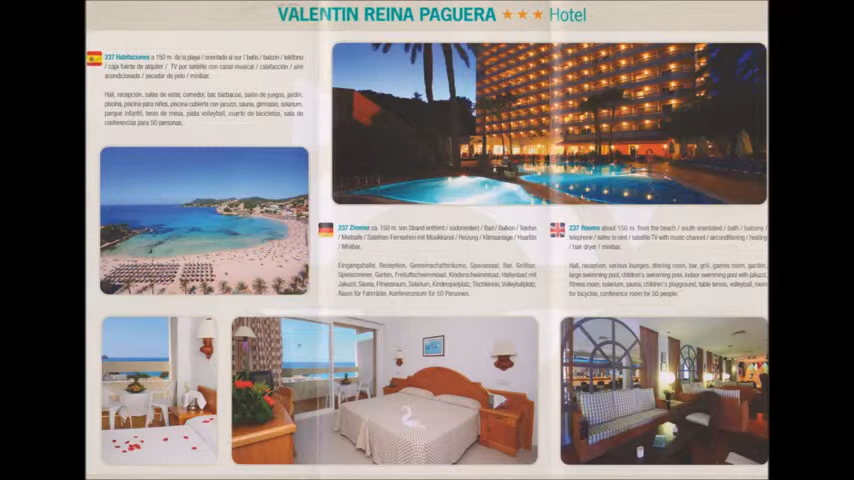 VALENTIN REINA PAGUERA ★ ★ ★ Hotel
237 Habitaciones a 150 m. de la playa / orientado al sur / baño / balcón / teléfono
/ caja fuerte de alquiler / TV por satélite con canal musical / calefacción / aire
acondicionado / secador de pelo / minibar.
Hall, recepción, salas de estar, comedor, bar, barbacoa, salón de juegos, jardín,
piscina, piscina para niños, piscina cubierta con jacuzzi, sauna, gimnasio, solarium,
parque infantil, tenis de mesa, pista volleyball, cuarto de bicicletas, sala de
conferencias para 50 personas.
237 Zimmer ca. 150 m. von Strand entfernt / südorientiert / Bad / Balkon / Telefon
/ Mietsafe / Satelliten-Fernsehen mit Musikkanal / Heizung / Klimaanlage / Haarfön
/ Minibar.
Eingangshalle, Rezeption, Gemeinschaftsräume, Speisesaal, Bar, Grillbar,
Spielezimmer, Garten, Freiluftschwimmbad, Kinderschwimmbad, Hallenbad mit
Jakuzzi, Sauna, Fitnessraum, Solarium, Kinderspielplatz, Tischtennis, Volleyballplatz,
Raum für Fahrräder, Konferenzraum für 50 Personen.
237 Rooms about 150 m. from the beach / south orientated / bath / balcony /
telephone / safes to rent / satellite TV with music channel / airconditioning / heating
/ hair dryer / minibar.
Hall, reception, various lounges, dinning room, bar, grill, games room, garden,
large swimming pool, children's swimming pool, indoor swimming pool with jakuzzi,
fitness room, solarium, sauna, children's playground, table tennis, volleyball, room
for bicycles, conference room for 50 people.